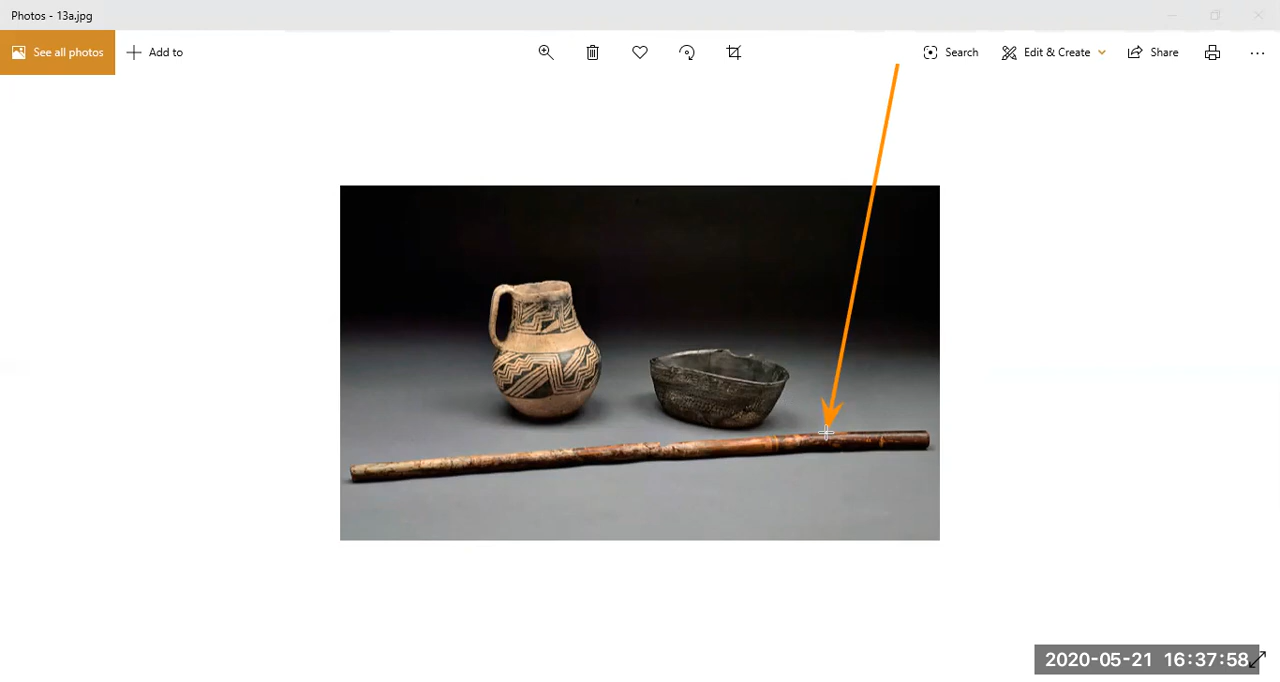 Photos - 13a.jpg
See all photos
Add to
Search
Edit & Create
Share
2020-05-21 16:37:58